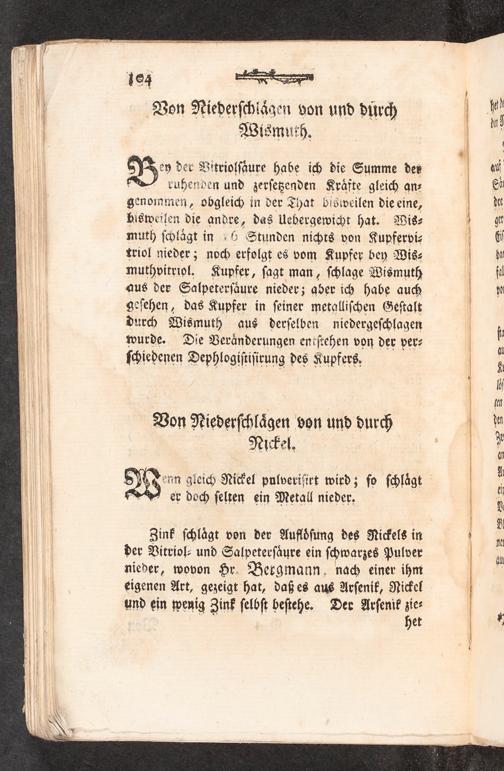 104
Von Niederschlägen von und durch
Wismuth.
Bey der Vitriolsäure habe ich die Summe der
ruhenden und zersetzenden Kräfte gleich an-
genommen, obgleich in der That bisweilen die eine,
bisweilen die andre, das Uebergewicht hat. Wis-
muth schlägt in 16 Stunden nichts von Kupfervi-
triol nieder; noch erfolgt es vom Kupfer bey Wis-
muthvitriol. Kupfer, sagt man, schlage Wismuth
aus der Salpetersäure nieder; aber ich habe auch
gesehen, das Kupfer in seiner metallischen Gestalt
durch Wismuth aus derselben niedergeschlagen
wurde. Die Veränderungen entstehen von der ver-
schiedenen Dephlogistisirung des Kupfers.
Von Niederschlägen von und durch
Nickel.
Wenn gleich Nickel pulverisirt wird; so schlägt
er doch selten ein Metall nieder.
Zink schlägt von der Auflösung des Nickels in
der Vitriol- und Salpetersäure ein schwarzes Pulver
nieder, wovon Hr. Bergmann, nach einer ihm
eigenen Art, gezeigt hat, daß es aus Arsenik, Nickel
und ein wenig Zink selbst bestehe. Der Arsenik zie-
het